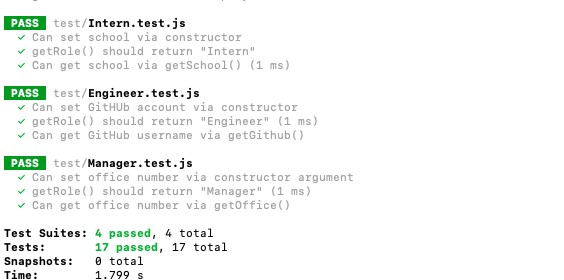 PASS test/Intern.test.js
✓ Can set school via constructor
✓ getRole() should return "Intern"
✓ Can get school via getSchool() (1 ms)
PASS test/Engineer.test.js
✓ Can set GitHUb account via constructor
✓ getRole() should return "Engineer" (1 ms)
✓ Can get GitHub username via getGithub()
PASS test/Manager.test.js
✓ Can set office number via constructor argument
✓ getRole() should return "Manager" (1 ms)
✓ Can get office number via getOffice()
Test Suites: 4 passed, 4 total
Tests: 17 passed, 17 total
Snapshots: 0 total
Time: 1.799 s